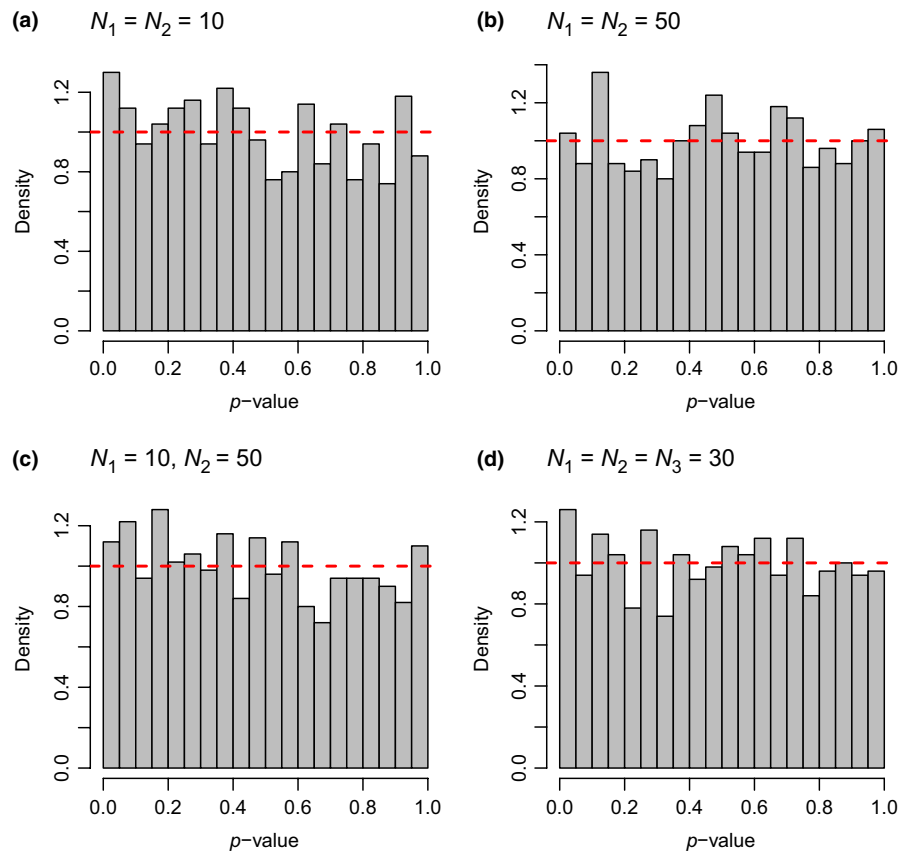 (a) N1 = N2 = 10
Density
0.0 0.4 0.8 1.2
0.0 0.2 0.4 0.6 0.8 1.0
p−value
(b) N1 = N2 = 50
Density
0.0 0.4 0.8 1.2
0.0 0.2 0.4 0.6 0.8 1.0
p−value
(c) N1 = 10, N2 = 50
Density
0.0 0.4 0.8 1.2
0.0 0.2 0.4 0.6 0.8 1.0
p−value
(d) N1 = N2 = N3 = 30
Density
0.0 0.4 0.8 1.2
0.0 0.2 0.4 0.6 0.8 1.0
p−value